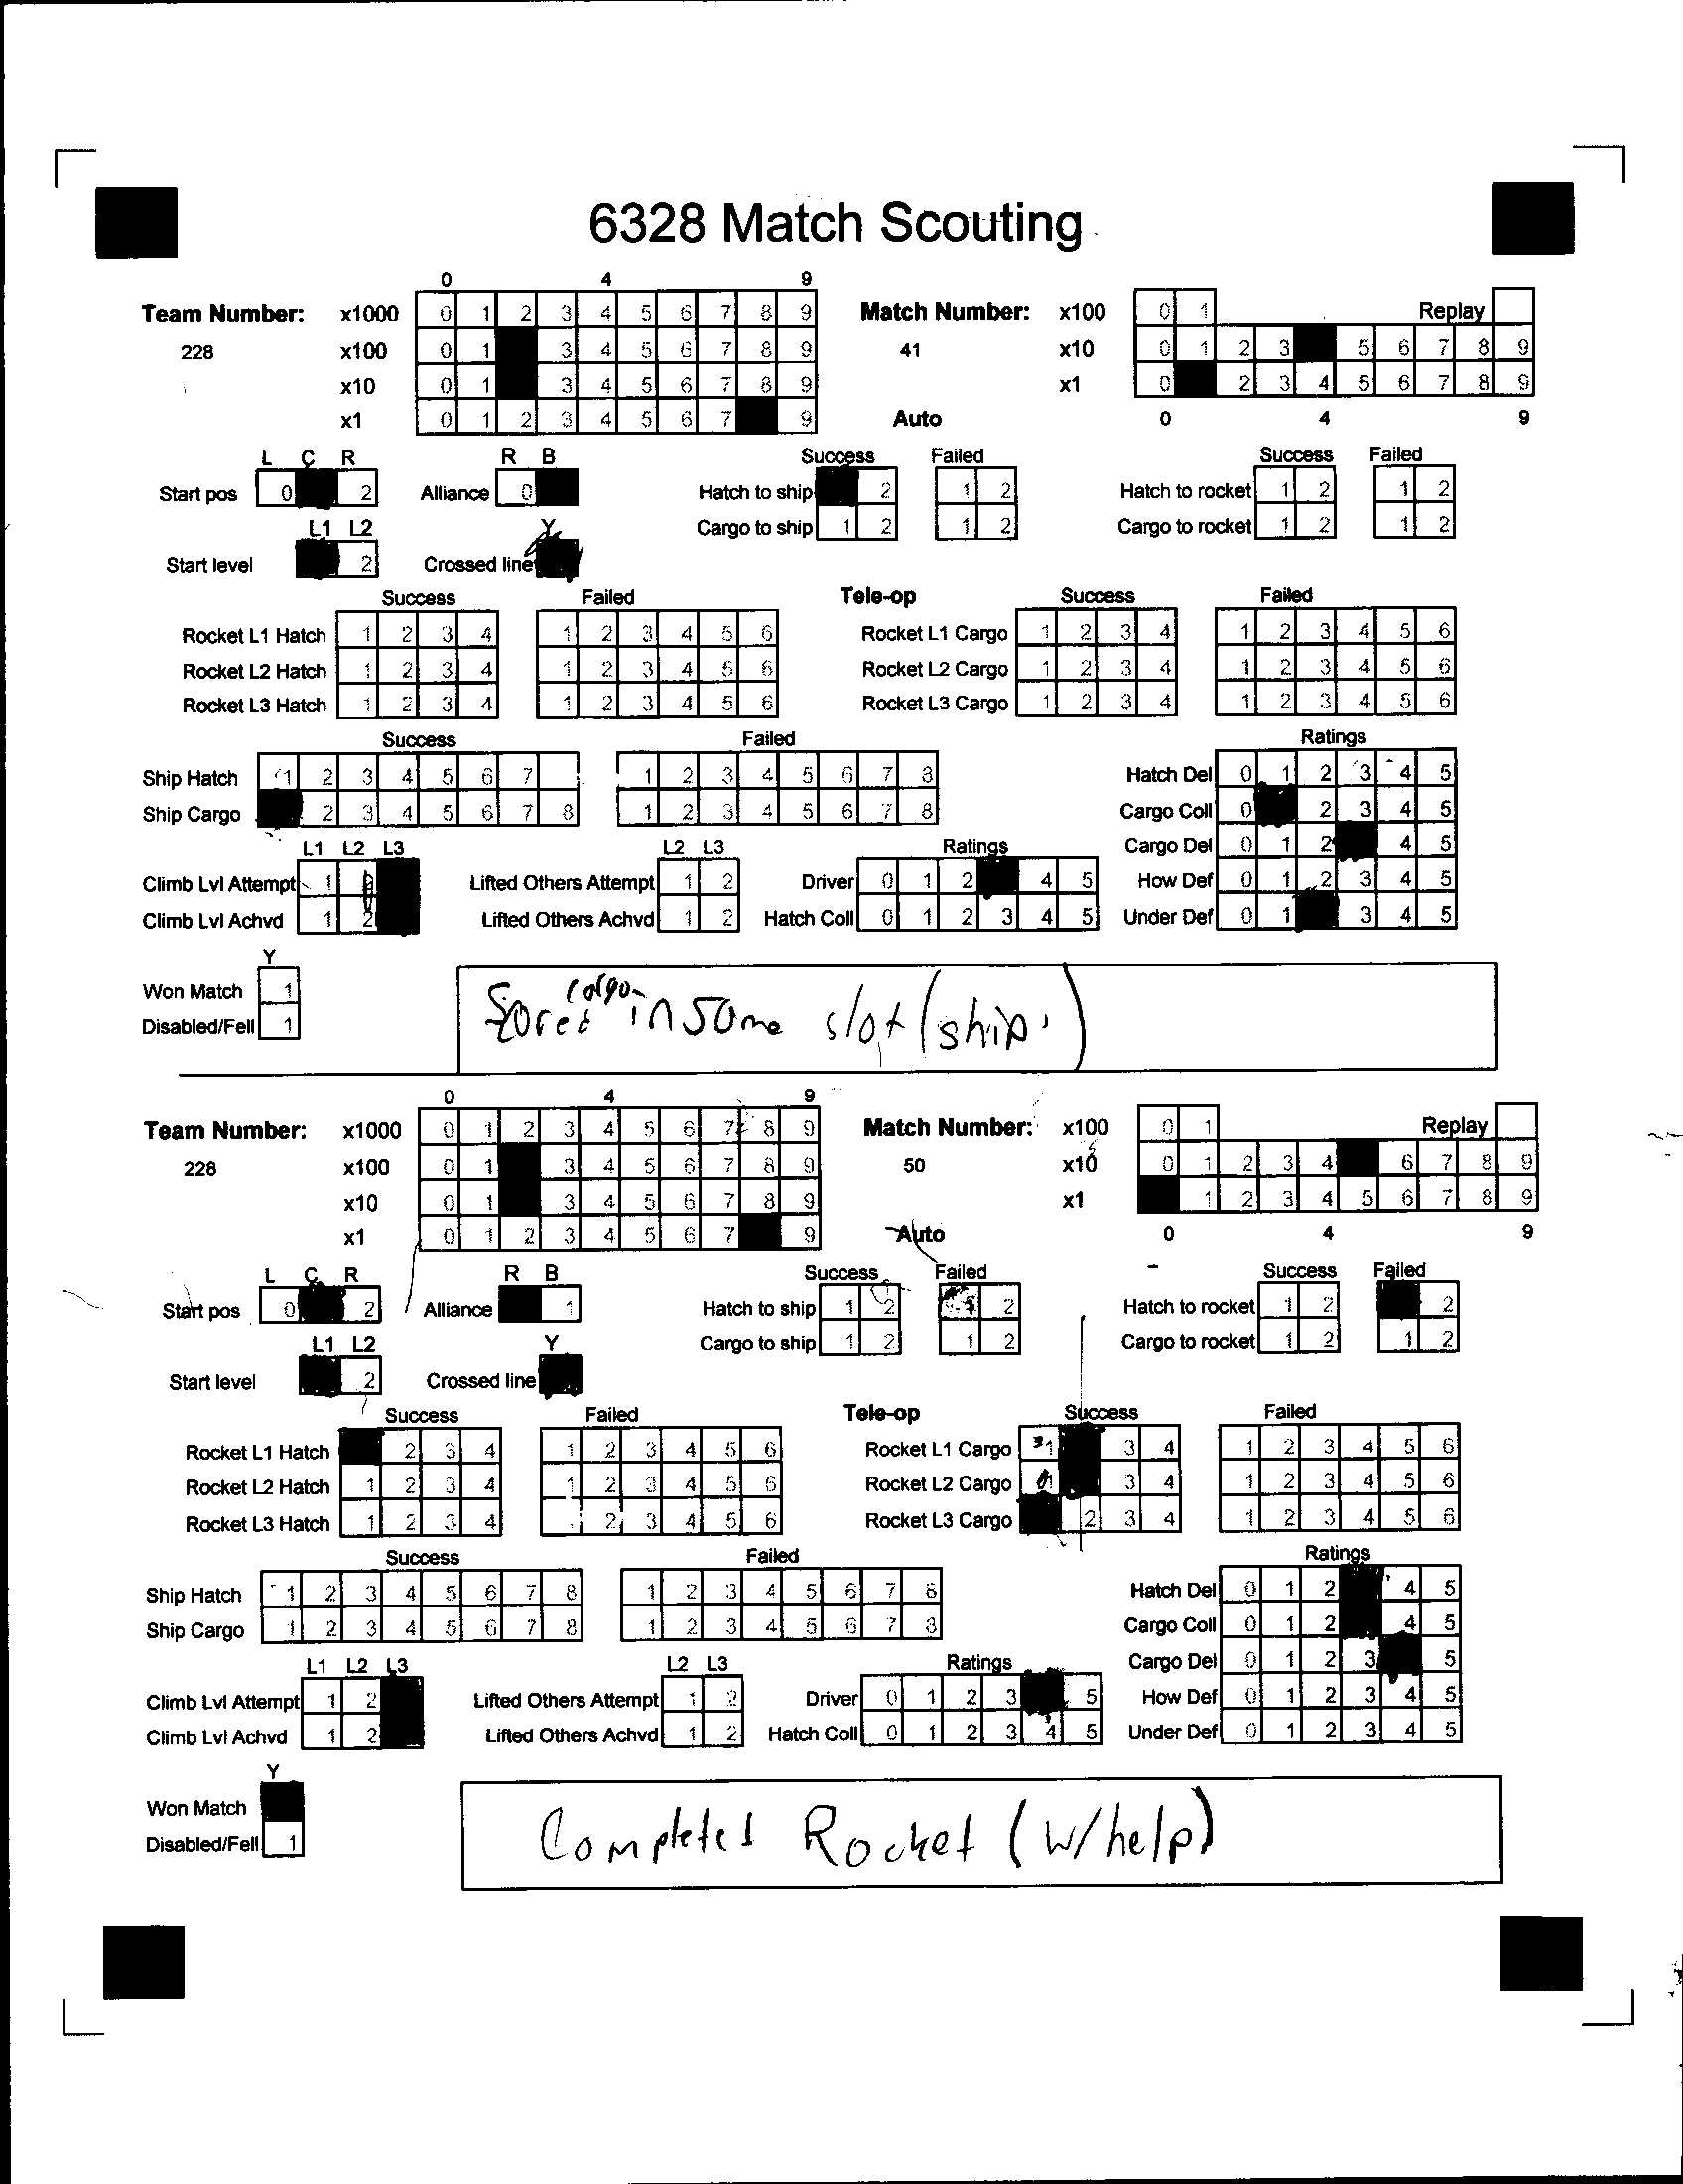 6328 Match Scouting
0 4 9
Team Number: x1000 0 1 2 3 4 5 6 7 8 9 Match Number: x100 0 1 Replay
228 x100 0 1 3 4 5 6 7 8 9 41 x10 0 1 2 3 5 6 7 8 9
x10 0 1 3 4 5 6 7 8 9 x1 0 2 3 4 5 6 7 8 9
x1 0 1 2 3 4 5 6 7 9 Auto 0 4 9
L C R R B Success Failed Success Failed
Start pos 0 2 Alliance 0 Hatch to ship 2 1 2 Hatch to rocket 1 2 1 2
L1 L2 Y Cargo to ship 1 2 1 2 Cargo to rocket 1 2 1 2
Start level 2 Crossed line
Success Failed Tele-op Success Failed
Rocket L1 Hatch 1 2 3 4 1 2 3 4 5 6 Rocket L1 Cargo 1 2 3 4 1 2 3 4 5 6
Rocket L2 Hatch 1 2 3 4 1 2 3 4 5 6 Rocket L2 Cargo 1 2 3 4 1 2 3 4 5 6
Rocket L3 Hatch 1 2 3 4 1 2 3 4 5 6 Rocket L3 Cargo 1 2 3 4 1 2 3 4 5 6
Success Failed Ratings
Ship Hatch 1 2 3 4 5 6 7 1 2 3 4 5 6 7 8 Hatch Del 0 1 2 3 4 5
Ship Cargo 2 3 4 5 6 7 8 1 2 3 4 5 6 7 8 Cargo Coll 0 2 3 4 5
L1 L2 L3 L2 L3 Ratings Cargo Del 0 1 2 4 5
Climb Lvl Attempt 1 2 Lifted Others Attempt 1 2 Driver 0 1 2 4 5 How Def 0 1 2 3 4 5
Climb Lvl Achvd 1 2 Lifted Others Achvd 1 2 Hatch Coll 0 1 2 3 4 5 Under Def 0 1 3 4 5
Y
Won Match 1
Disabled/Fell 1
cargo
in same slot (ship)
0 4 9
Team Number: x1000 0 1 2 3 4 5 6 7 8 9 Match Number: x100 0 1 Replay
228 x100 0 1 3 4 5 6 7 8 9 50 x10 0 1 2 3 4 6 7 8 9
x10 0 1 3 4 5 6 7 8 9 x1 1 2 3 4 5 6 7 8 9
x1 0 1 2 3 4 5 6 7 9 Auto 0 4 9
L C R R B Success Failed Success Failed
Start pos 0 2 Alliance 1 Hatch to ship 1 2 2 Hatch to rocket 1 2 2
L1 L2 Y Cargo to ship 1 2 1 2 Cargo to rocket 1 2 1 2
Start level 2 Crossed line
Success Failed Tele-op Success Failed
Rocket L1 Hatch 2 3 4 1 2 3 4 5 6 Rocket L1 Cargo 1 3 4 1 2 3 4 5 6
Rocket L2 Hatch 1 2 3 4 1 2 3 4 5 6 Rocket L2 Cargo 1 3 4 1 2 3 4 5 6
Rocket L3 Hatch 1 2 3 4 2 3 4 5 6 Rocket L3 Cargo 2 3 4 1 2 3 4 5 6
Success Failed Ratings
Ship Hatch 1 2 3 4 5 6 7 8 1 2 3 4 5 6 7 8 Hatch Del 0 1 2 4 5
Ship Cargo 1 2 3 4 5 6 7 8 1 2 3 4 5 6 7 8 Cargo Coll 0 1 2 4 5
L1 L2 L3 L2 L3 Ratings Cargo Del 0 1 2 3 5
Climb Lvl Attempt 1 2 Lifted Others Attempt 1 2 Driver 0 1 2 3 5 How Def 0 1 2 3 4 5
Climb Lvl Achvd 1 2 Lifted Others Achvd 1 2 Hatch Coll 0 1 2 3 4 5 Under Def 0 1 2 3 4 5
Y
Won Match
Disabled/Fell 1
Completed Rocket (w/help)